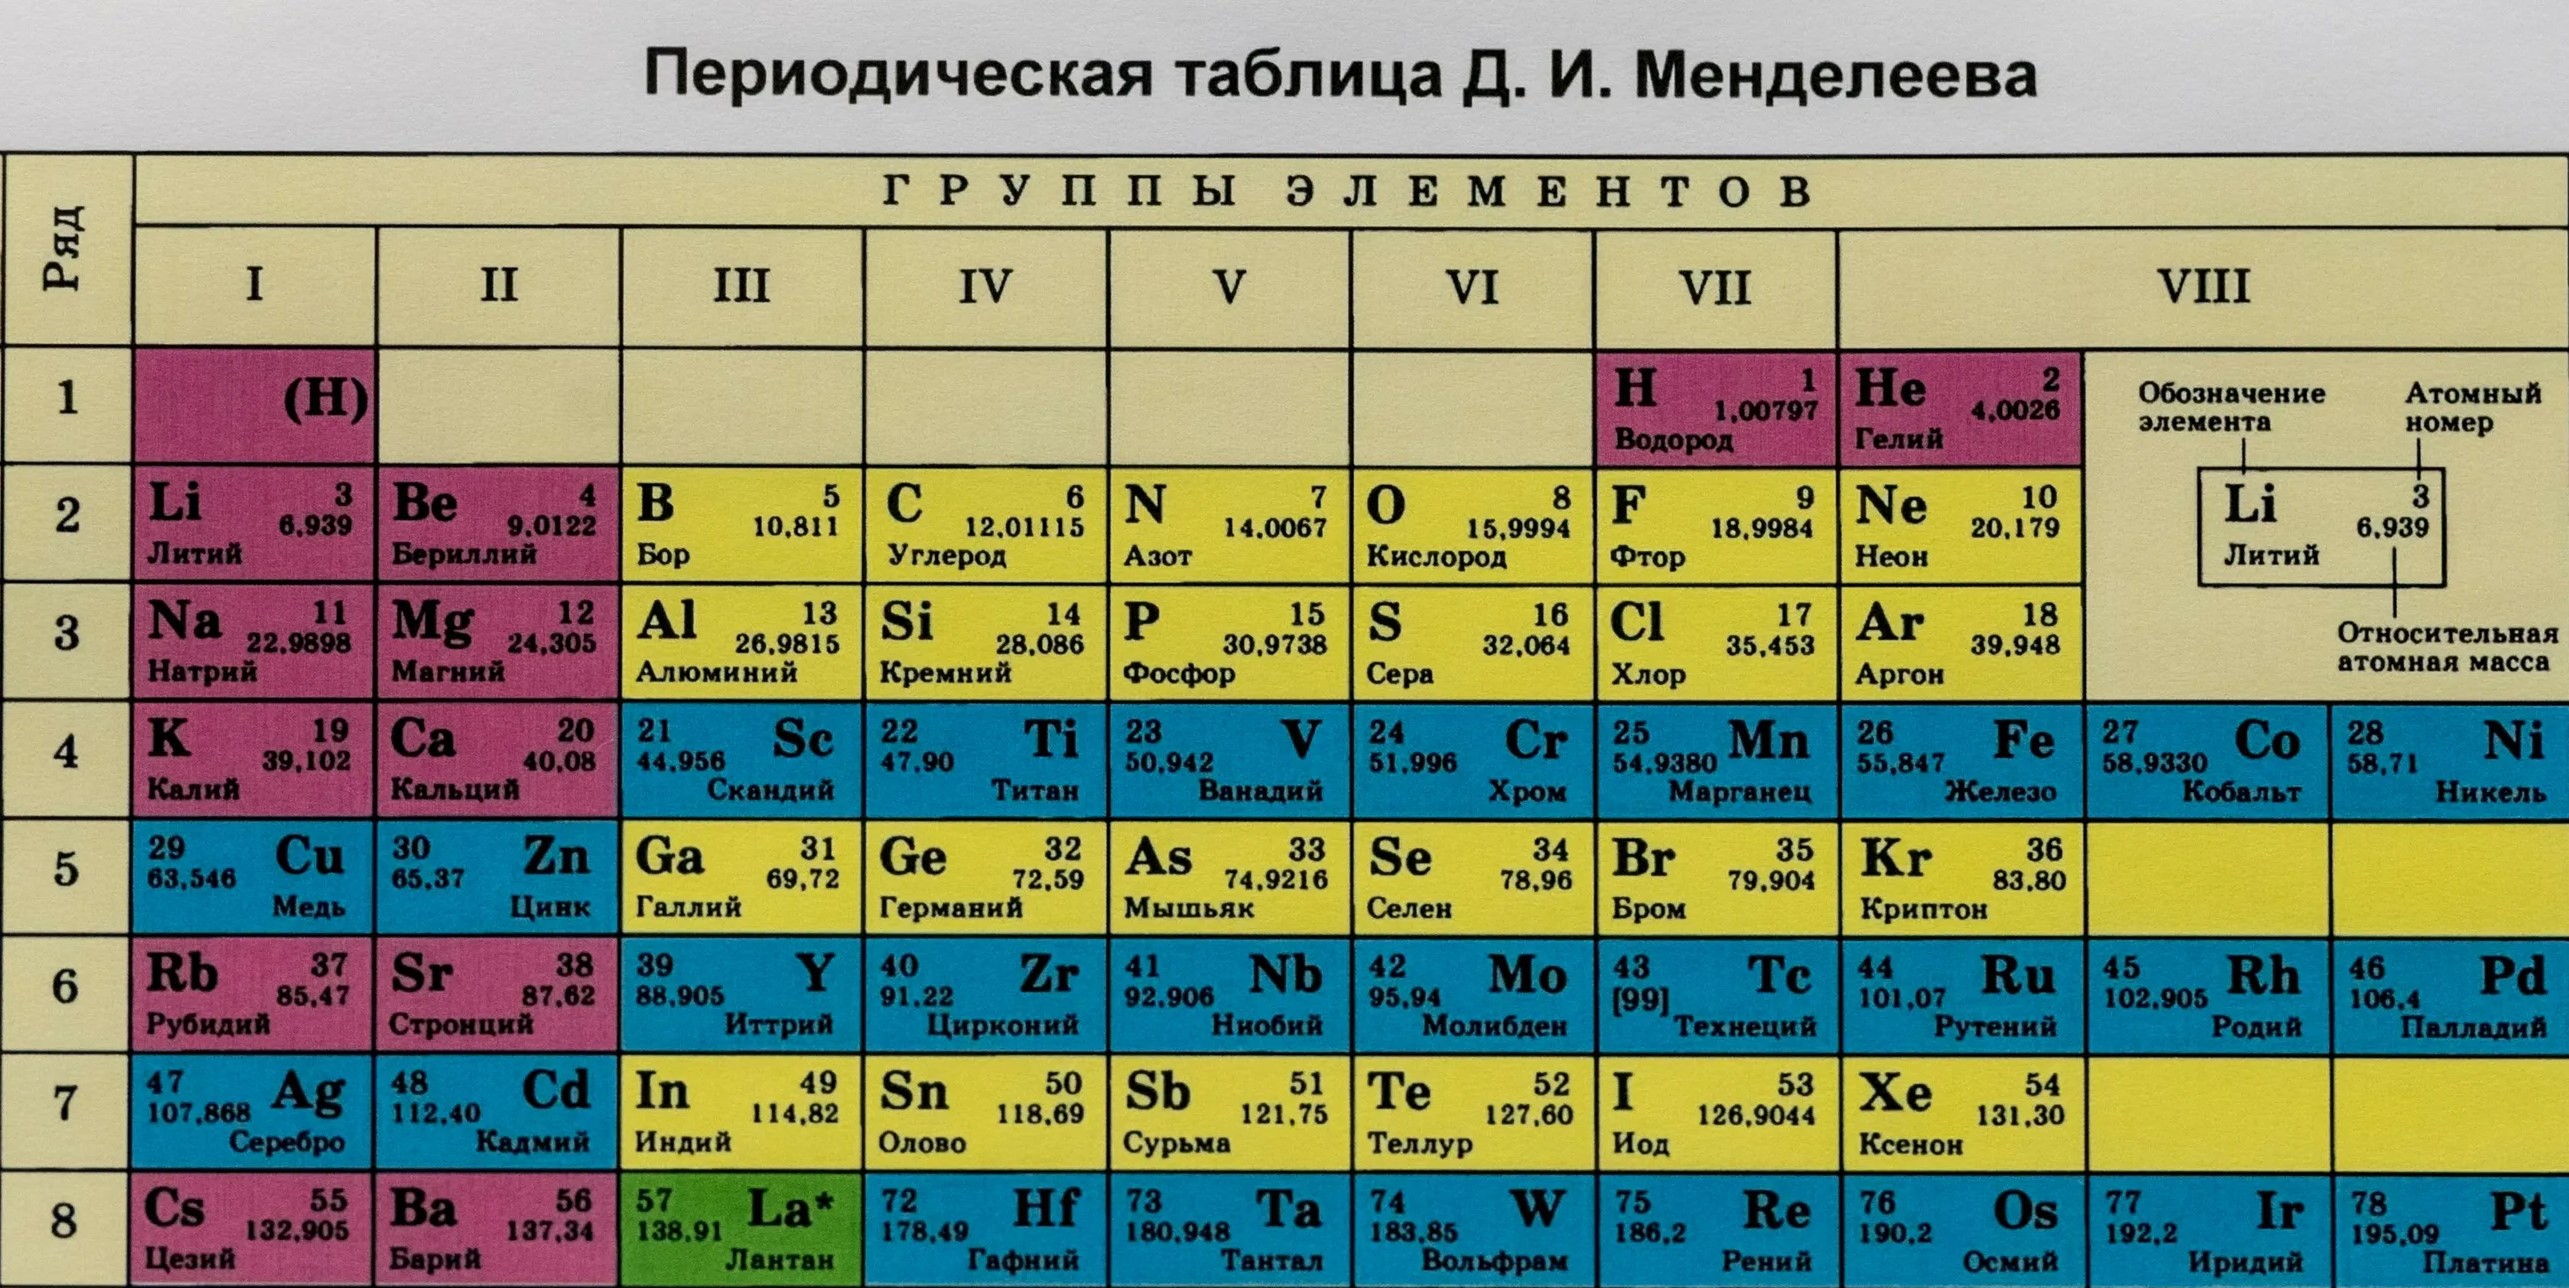 Периодическая таблица Д. И. Менделеева
Ряд
ГРУППЫ ЭЛЕМЕНТОВ
I II III IV V VI VII VIII
1
(H)
H 1
1,00797
Водород
He 2
4,0026
Гелий
Обозначение элемента
Атомный номер
Li 3
6,939
Литий
Относительная атомная масса
2
Li 3
6,939
Литий
Be 4
9,0122
Бериллий
B 5
10,811
Бор
C 6
12,01115
Углерод
N 7
14,0067
Азот
O 8
15,9994
Кислород
F 9
18,9984
Фтор
Ne 10
20,179
Неон
3
Na 11
22,9898
Натрий
Mg 12
24,305
Магний
Al 13
26,9815
Алюминий
Si 14
28,086
Кремний
P 15
30,9738
Фосфор
S 16
32,064
Сера
Cl 17
35,453
Хлор
Ar 18
39,948
Аргон
4
K 19
39,102
Калий
Ca 20
40,08
Кальций
21 Sc
44,956
Скандий
22 Ti
47,90
Титан
23 V
50,942
Ванадий
24 Cr
51,996
Хром
25 Mn
54,9380
Марганец
26 Fe
55,847
Железо
27 Co
58,9330
Кобальт
28 Ni
58,71
Никель
5
29 Cu
63,546
Медь
30 Zn
65,37
Цинк
Ga 31
69,72
Галлий
Ge 32
72,59
Германий
As 33
74,9216
Мышьяк
Se 34
78,96
Селен
Br 35
79,904
Бром
Kr 36
83,80
Криптон
6
Rb 37
85,47
Рубидий
Sr 38
87,62
Стронций
39 Y
88,905
Иттрий
40 Zr
91,22
Цирконий
41 Nb
92,906
Ниобий
42 Mo
95,94
Молибден
43 Tc
[99]
Технеций
44 Ru
101,07
Рутений
45 Rh
102,905
Родий
46 Pd
106,4
Палладий
7
47 Ag
107,868
Серебро
48 Cd
112,40
Кадмий
In 49
114,82
Индий
Sn 50
118,69
Олово
Sb 51
121,75
Сурьма
Te 52
127,60
Теллур
I 53
126,9044
Иод
Xe 54
131,30
Ксенон
8
Cs 55
132,905
Цезий
Ba 56
137,34
Барий
57 La*
138,91
Лантан
72 Hf
178,49
Гафний
73 Ta
180,948
Тантал
74 W
183,85
Вольфрам
75 Re
186,2
Рений
76 Os
190,2
Осмий
77 Ir
192,2
Иридий
78 Pt
195,09
Платина